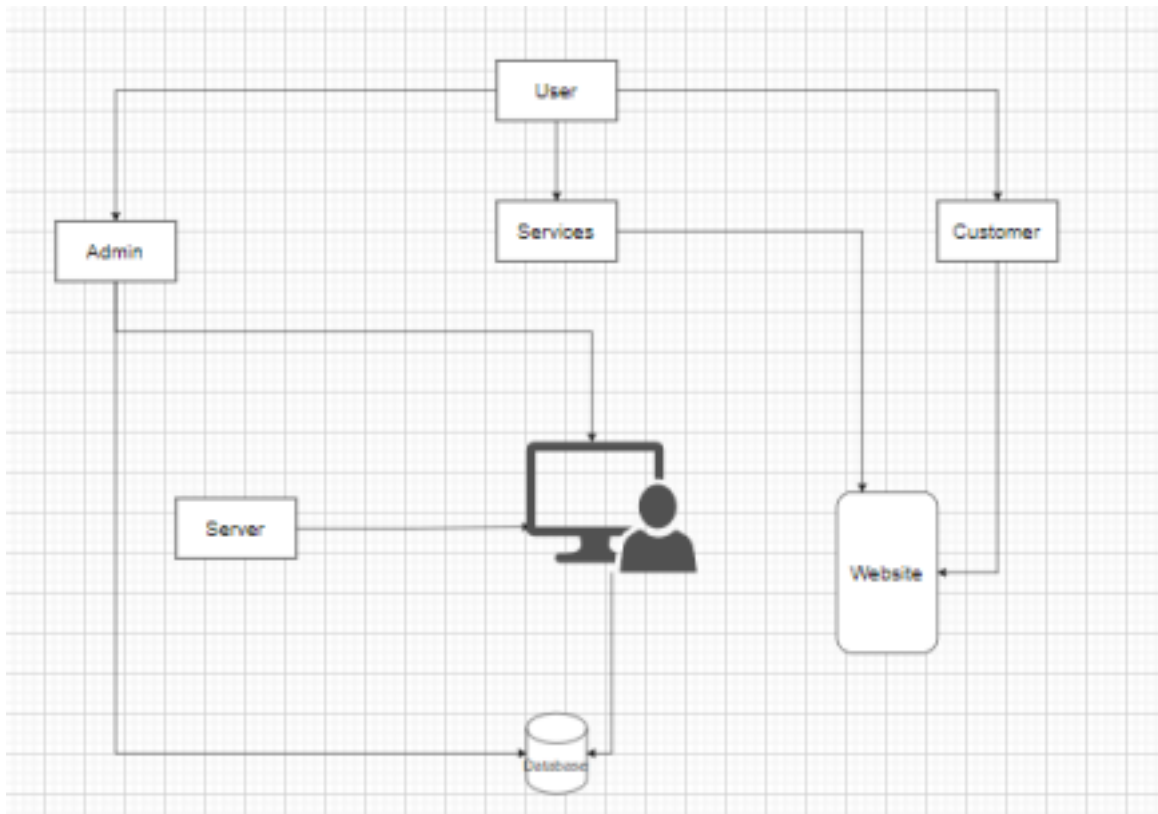 User
Services
Customer
Admin
Server
Website
Database